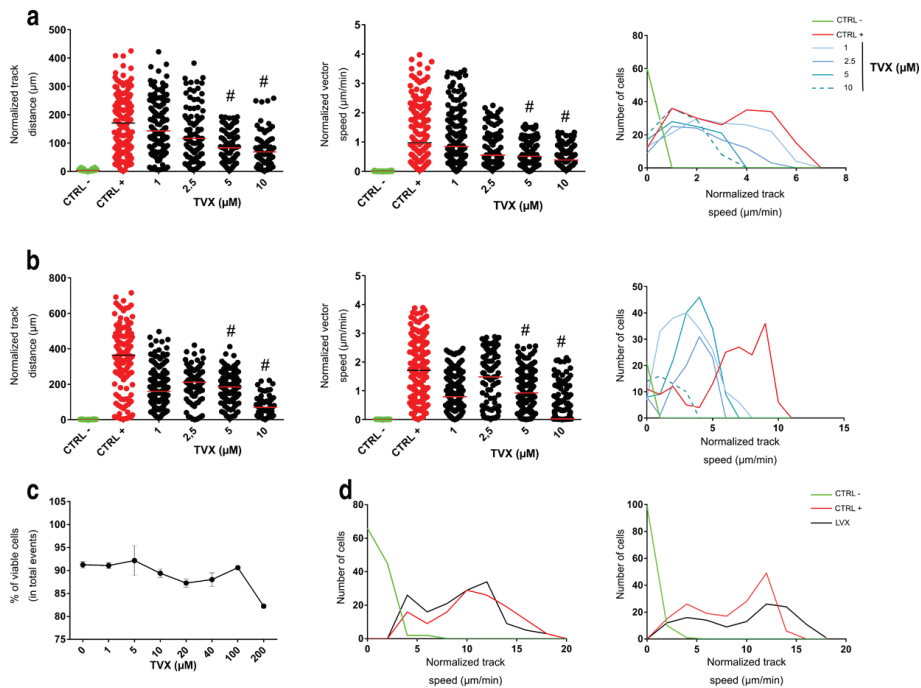 a
Normalized track
distance (µm)
500
400
300
200
100
0
CTRL -
CTRL +
1
2.5
5
10
TVX (µM)
#
#
Normalized vector
speed (µm/min)
5
4
3
2
1
0
CTRL -
CTRL +
1
2.5
5
10
TVX (µM)
#
#
Number of cells
80
60
40
20
0
0
2
4
6
8
Normalized track
speed (µm/min)
CTRL -
CTRL +
1
2.5
5
10
TVX (µM)
b
Normalized track
distance (µm)
800
600
400
200
0
CTRL -
CTRL +
1
2,5
5
10
TVX (µM)
#
#
Normalized vector
speed (µm/min)
5
4
3
2
1
0
CTRL -
CTRL +
1
2,5
5
10
TVX (µM)
#
#
Number of cells
60
40
20
0
0
5
10
15
Normalized track
speed (µm/min)
c
% of viable cells
(in total events)
105
100
95
90
85
80
75
0
1
5
10
20
40
100
200
TVX (µM)
d
Number of cells
80
60
40
20
0
0
5
10
15
20
Normalized track
speed (µm/min)
Number of cells
100
80
60
40
20
0
0
5
10
15
20
Normalized track
speed (µm/min)
CTRL -
CTRL +
LVX